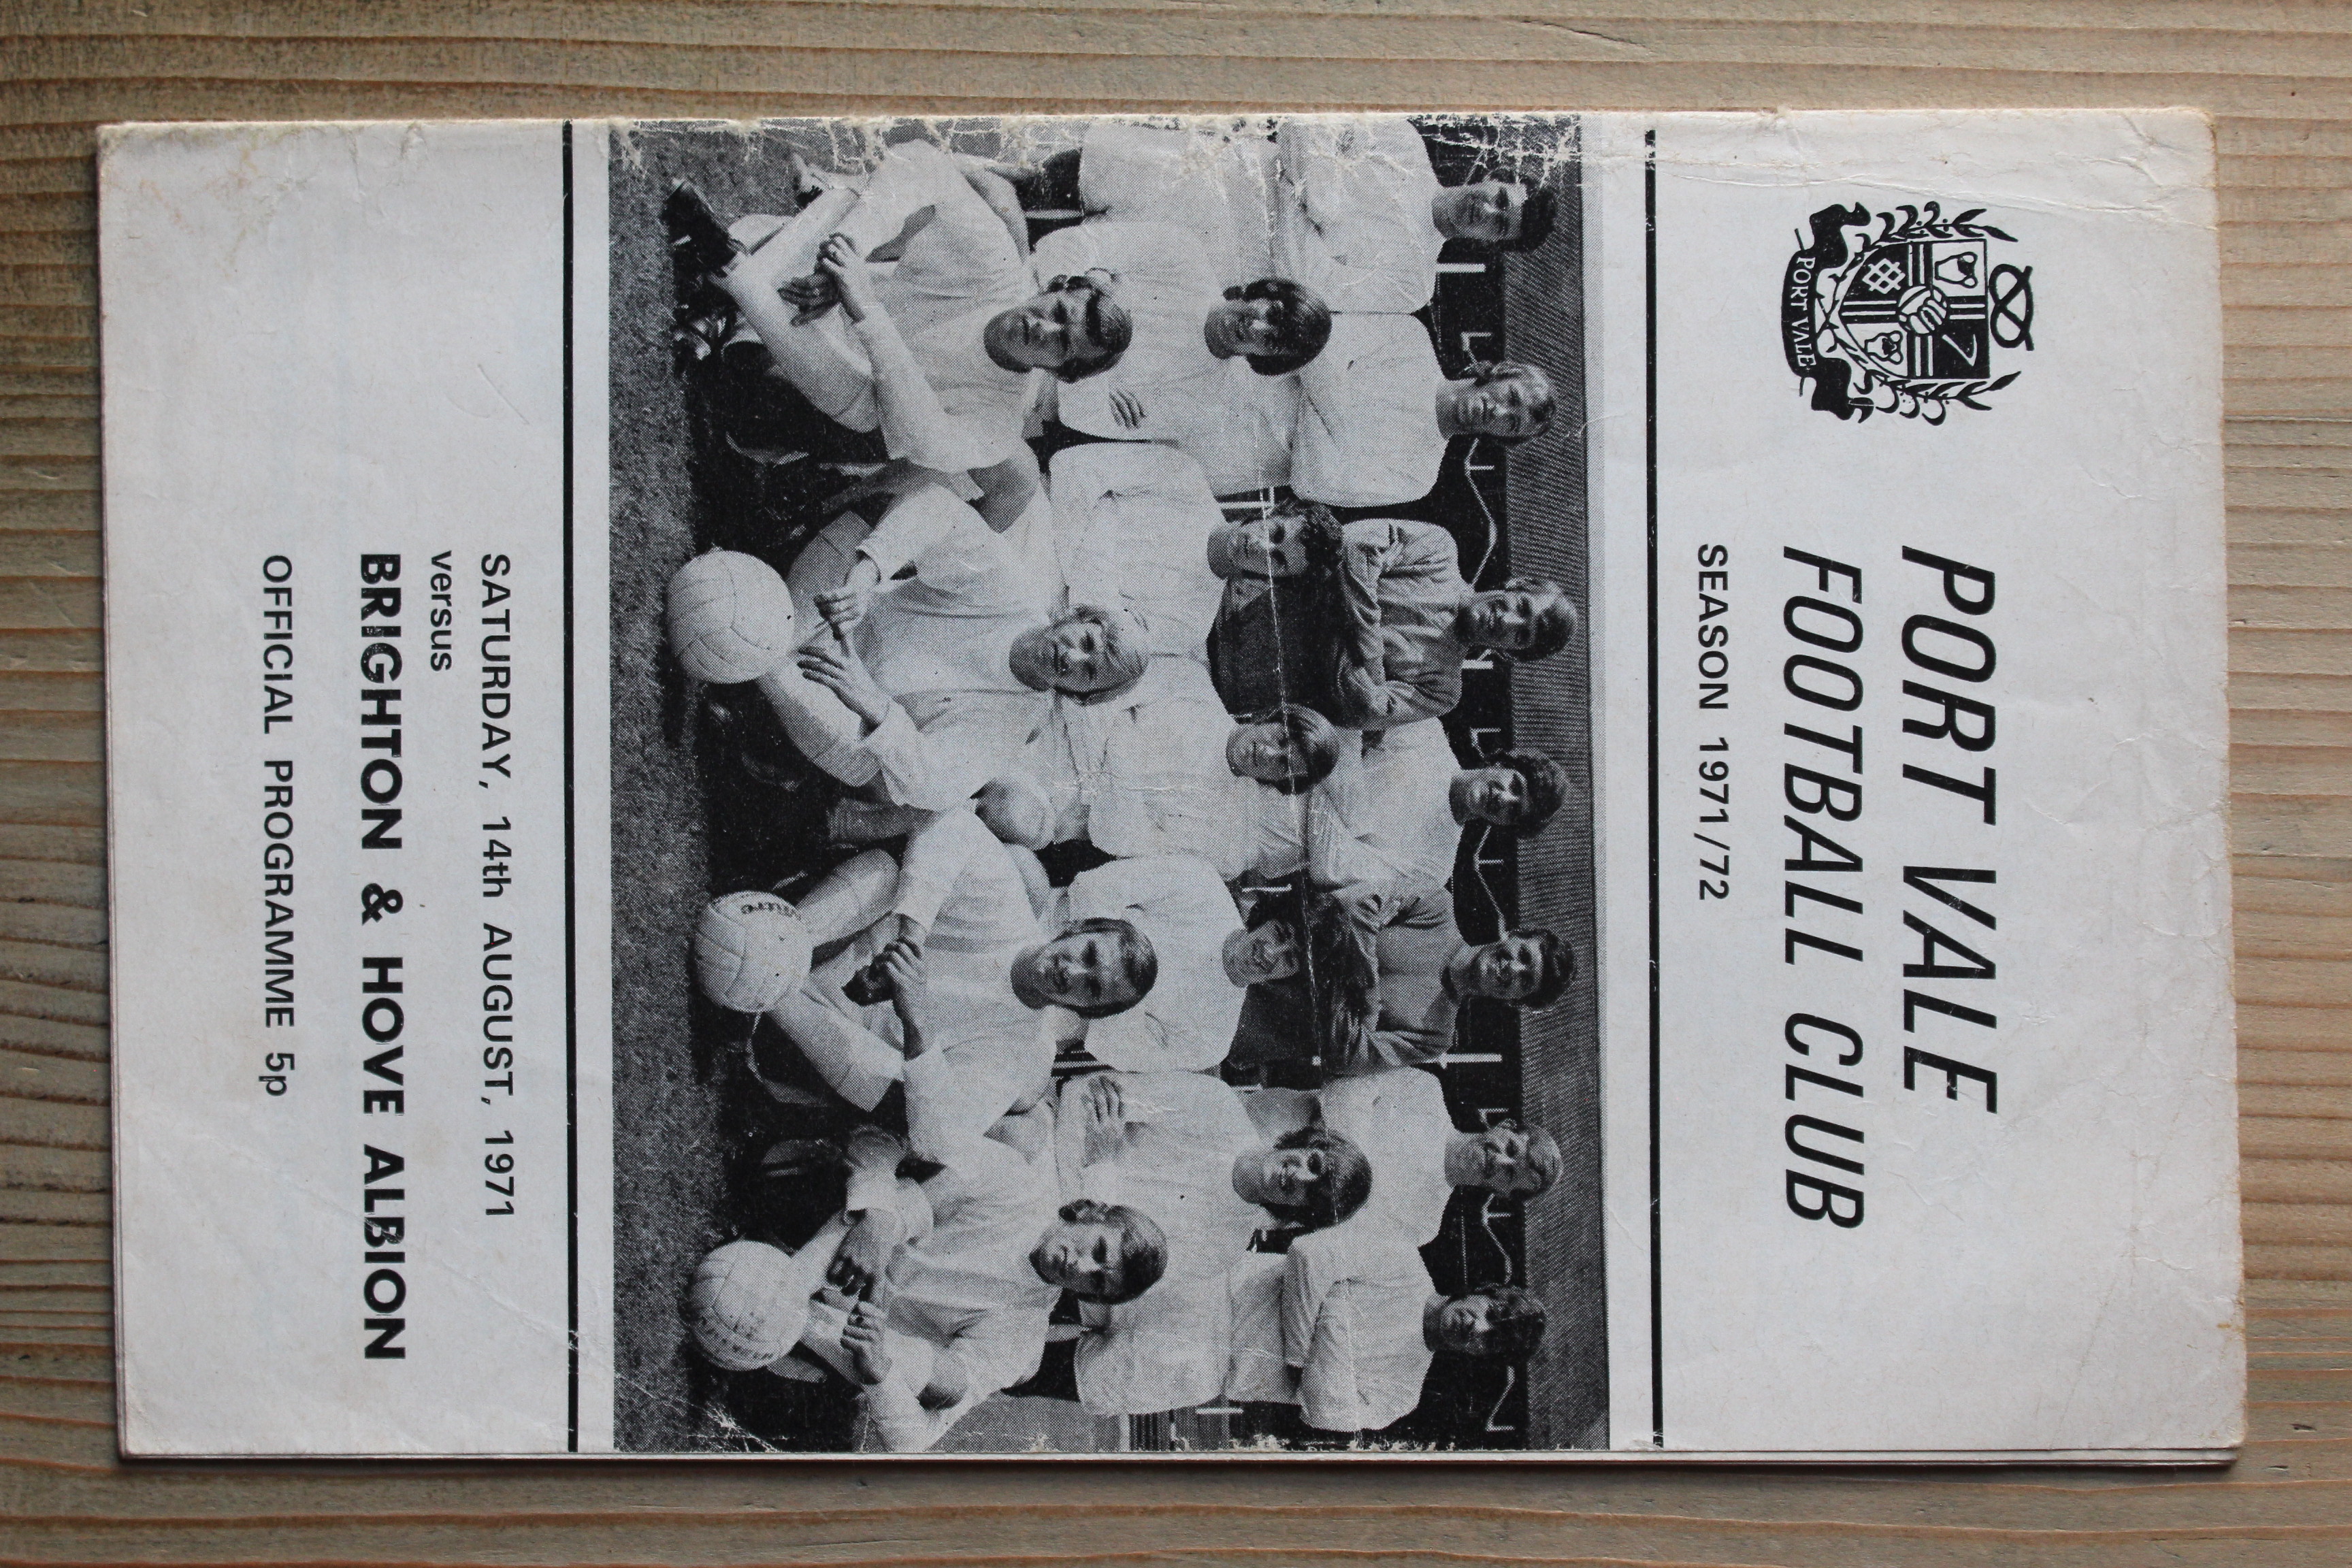 PORT VALE
FOOTBALL CLUB
SEASON 1971/72
PORT VALE
SATURDAY, 14th AUGUST, 1971
versus
BRIGHTON & HOVE ALBION
OFFICIAL PROGRAMME 5p